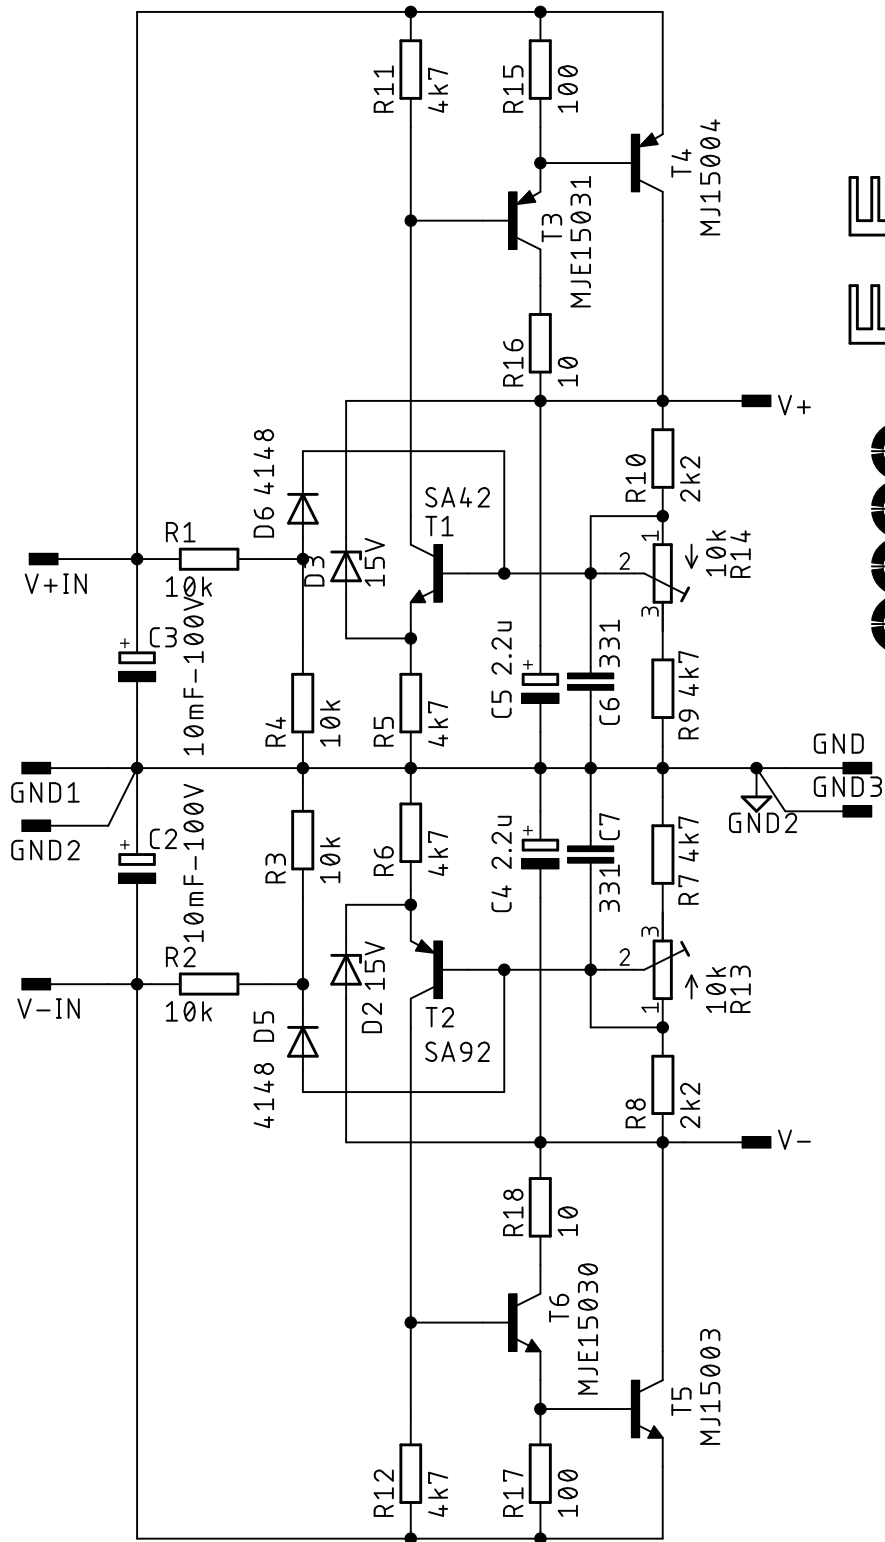 R11
4k7
R15
100
T4
MJ15004
T3
MJE15031
R16
10
V+
D6 4148
R10
2k2
SA42
T1
R1
10k
V+IN
D3
15V
1
2
3
10k
R14
+
C3
10mF-100V
R4
10k
R5
4k7
C5 2.2u
+
C6
331
R9 4k7
GND1
GND2
GND
GND3
GND2
+
C2
10mF-100V
R3
10k
R6
4k7
C4 2.2u
+
C7
331
R7 4k7
R2
10k
V-IN
4148 D5
D2 15V
T2
SA92
3
2
1
10k
R13
R8
2k2
V-
R18
10
T6
MJE15030
T5
MJ15003
R12
4k7
R17
100